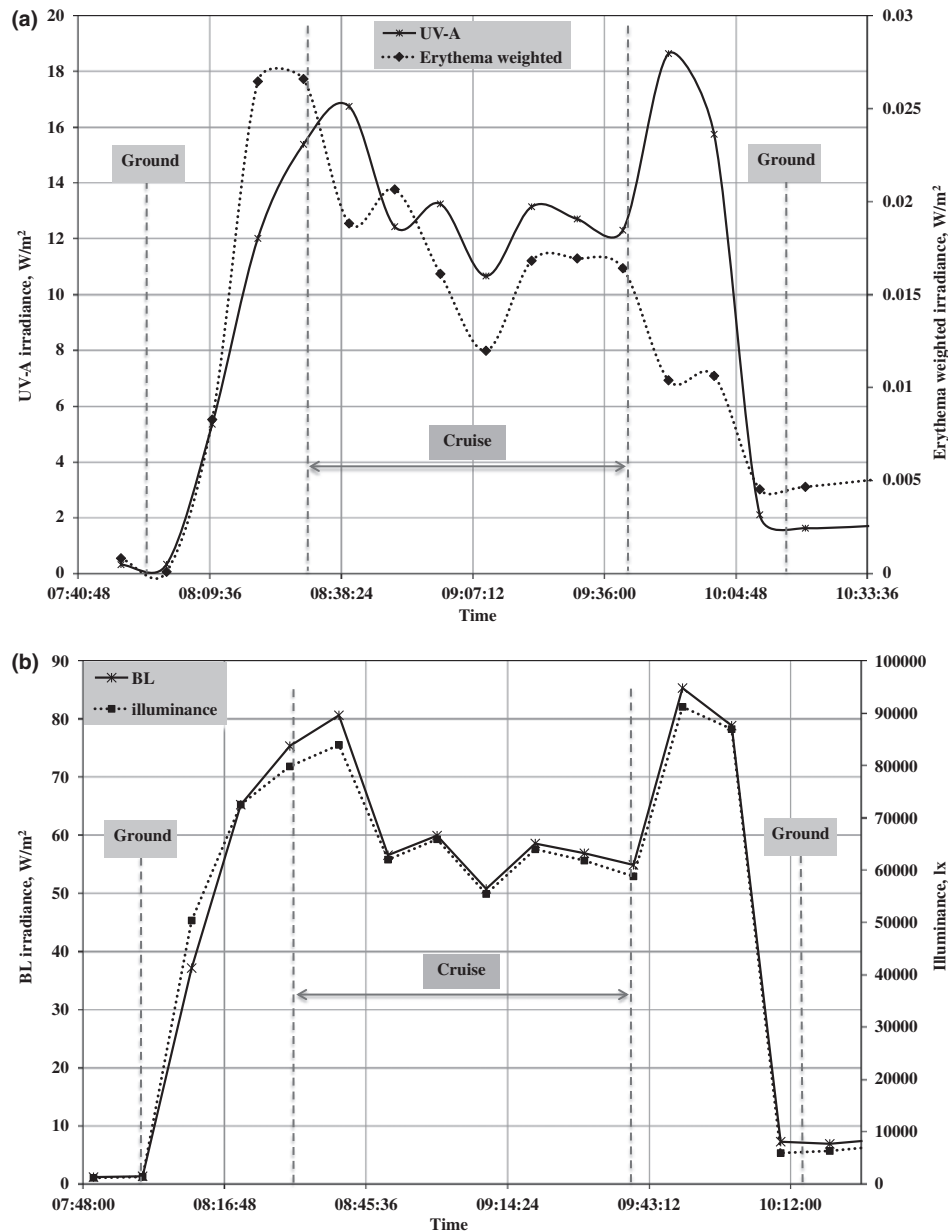 (a)
20
18
16
14
12
10
8
6
4
2
0
UV-A irradiance, W/m²
UV-A
Erythema weighted
Ground
Ground
Cruise
0.03
0.025
0.02
0.015
0.01
0.005
0
Erythema weighted irradiance, W/m²
07:40:48 08:09:36 08:38:24 09:07:12 09:36:00 10:04:48 10:33:36
Time
(b)
90
80
70
60
50
40
30
20
10
0
BL irradiance, W/m²
BL
illuminance
Ground
Ground
Cruise
100000
90000
80000
70000
60000
50000
40000
30000
20000
10000
0
Illuminance, lx
07:48:00 08:16:48 08:45:36 09:14:24 09:43:12 10:12:00
Time